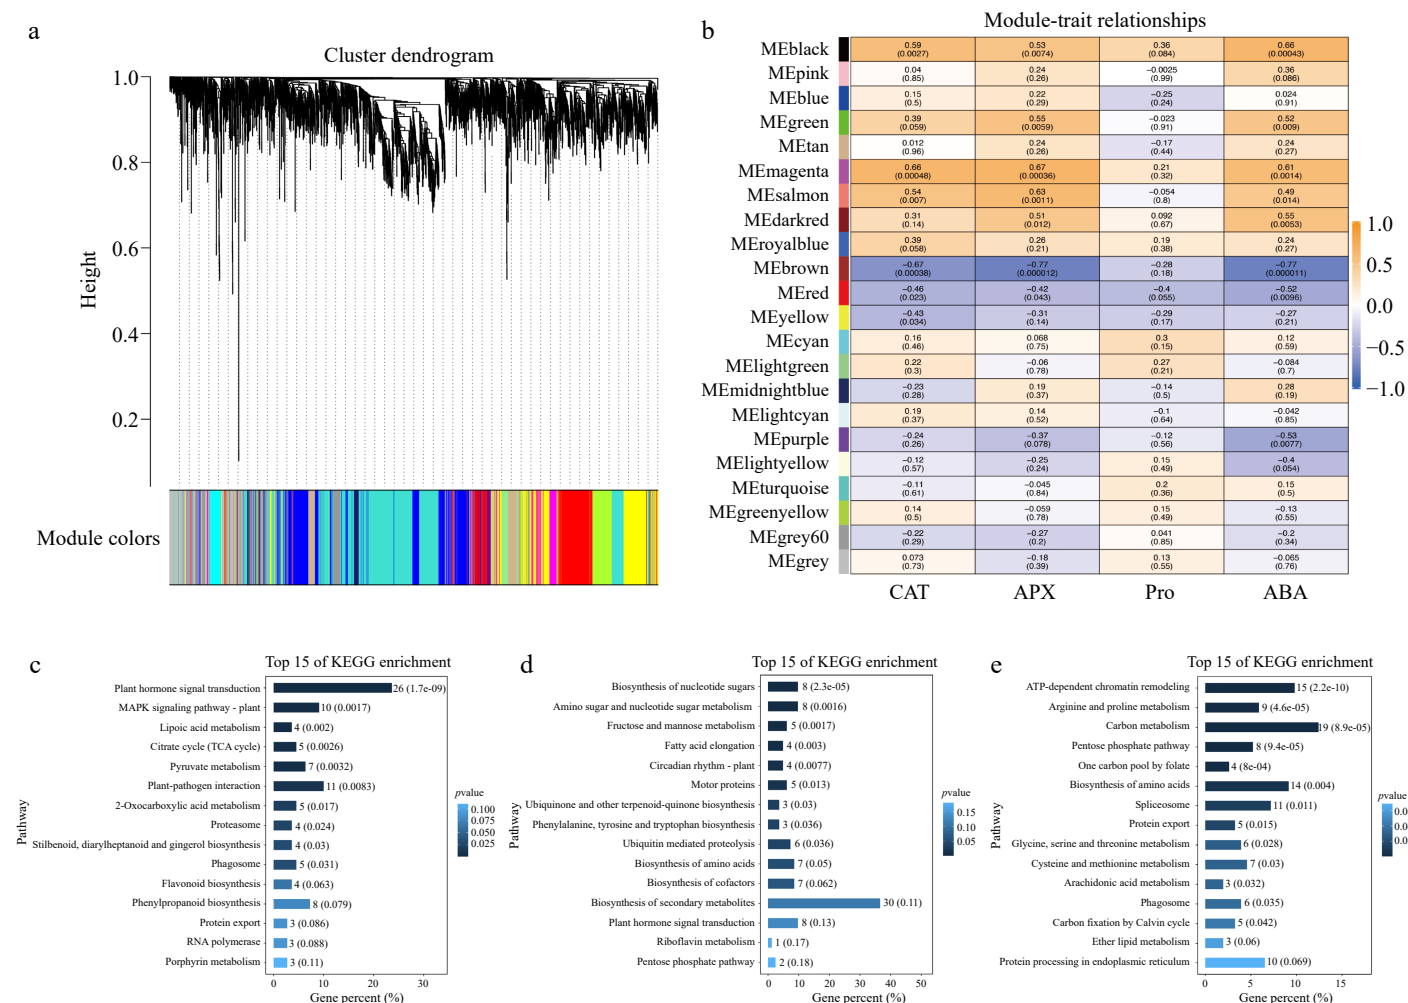 a
Cluster dendrogram
Height
1.0
0.8
0.6
0.4
0.2
Module colors
b
Module-trait relationships
MEblack 0.59 (0.0027) 0.53 (0.0074) 0.36 (0.084) 0.66 (0.00043)
MEpink 0.04 (0.85) 0.24 (0.26) −0.0025 (0.99) 0.36 (0.086)
MEblue 0.15 (0.5) 0.22 (0.29) −0.25 (0.24) 0.024 (0.91)
MEgreen 0.39 (0.059) 0.55 (0.0059) −0.023 (0.91) 0.52 (0.009)
MEtan 0.012 (0.96) 0.24 (0.26) −0.17 (0.44) 0.24 (0.27)
MEmagenta 0.66 (0.00048) 0.67 (0.00036) 0.21 (0.32) 0.61 (0.0014)
MEsalmon 0.54 (0.007) 0.63 (0.0011) −0.054 (0.8) 0.49 (0.014)
MEdarkred 0.31 (0.14) 0.51 (0.012) 0.092 (0.67) 0.55 (0.0053)
MEroyalblue 0.39 (0.058) 0.26 (0.21) 0.19 (0.38) 0.24 (0.27)
MEbrown −0.67 (0.00038) −0.77 (0.000012) −0.28 (0.18) −0.77 (0.000011)
MEred −0.46 (0.023) −0.42 (0.043) −0.4 (0.055) −0.52 (0.0096)
MEyellow −0.43 (0.034) −0.31 (0.14) −0.29 (0.17) −0.27 (0.21)
MEcyan 0.16 (0.46) 0.068 (0.75) 0.3 (0.15) 0.12 (0.59)
MElightgreen 0.22 (0.3) −0.06 (0.78) 0.27 (0.21) −0.084 (0.7)
MEmidnightblue −0.23 (0.28) 0.19 (0.37) −0.14 (0.5) 0.28 (0.19)
MElightcyan 0.19 (0.37) 0.14 (0.52) −0.1 (0.64) −0.042 (0.85)
MEpurple −0.24 (0.26) −0.37 (0.078) −0.12 (0.56) −0.53 (0.0077)
MElightyellow −0.12 (0.57) −0.25 (0.24) 0.15 (0.49) −0.4 (0.054)
MEturquoise −0.11 (0.61) −0.045 (0.84) 0.2 (0.36) 0.15 (0.5)
MEgreenyellow 0.14 (0.5) −0.059 (0.78) 0.15 (0.49) −0.13 (0.55)
MEgrey60 −0.22 (0.29) −0.27 (0.2) 0.041 (0.85) −0.2 (0.34)
MEgrey 0.073 (0.73) −0.18 (0.39) 0.13 (0.55) −0.065 (0.76)
CAT APX Pro ABA
1.0
0.5
0.0
−0.5
−1.0
c
Top 15 of KEGG enrichment
Pathway
Plant hormone signal transduction 26 (1.7e-09)
MAPK signaling pathway - plant 10 (0.0017)
Lipoic acid metabolism 4 (0.002)
Citrate cycle (TCA cycle) 5 (0.0026)
Pyruvate metabolism 7 (0.0032)
Plant-pathogen interaction 11 (0.0083)
2-Oxocarboxylic acid metabolism 5 (0.017)
Proteasome 4 (0.024)
Stilbenoid, diarylheptanoid and gingerol biosynthesis 4 (0.03)
Phagosome 5 (0.031)
Flavonoid biosynthesis 4 (0.063)
Phenylpropanoid biosynthesis 8 (0.079)
Protein export 3 (0.086)
RNA polymerase 3 (0.088)
Porphyrin metabolism 3 (0.11)
0 10 20 30
Gene percent (%)
pvalue
0.100
0.075
0.050
0.025
d
Top 15 of KEGG enrichment
Pathway
Biosynthesis of nucleotide sugars 8 (2.3e-05)
Amino sugar and nucleotide sugar metabolism 8 (0.0016)
Fructose and mannose metabolism 5 (0.0017)
Fatty acid elongation 4 (0.003)
Circadian rhythm - plant 4 (0.0077)
Motor proteins 5 (0.013)
Ubiquinone and other terpenoid-quinone biosynthesis 3 (0.03)
Phenylalanine, tyrosine and tryptophan biosynthesis 3 (0.036)
Ubiquitin mediated proteolysis 6 (0.036)
Biosynthesis of amino acids 7 (0.05)
Biosynthesis of cofactors 7 (0.062)
Biosynthesis of secondary metabolites 30 (0.11)
Plant hormone signal transduction 8 (0.13)
Riboflavin metabolism 1 (0.17)
Pentose phosphate pathway 2 (0.18)
0 10 20 30 40 50
Gene percent (%)
pvalue
0.15
0.10
0.05
e
Top 15 of KEGG enrichment
Pathway
ATP-dependent chromatin remodeling 15 (2.2e-10)
Arginine and proline metabolism 9 (4.6e-05)
Carbon metabolism 19 (8.9e-05)
Pentose phosphate pathway 8 (9.4e-05)
One carbon pool by folate 4 (8e-04)
Biosynthesis of amino acids 14 (0.004)
Spliceosome 11 (0.011)
Protein export 5 (0.015)
Glycine, serine and threonine metabolism 6 (0.028)
Cysteine and methionine metabolism 7 (0.03)
Arachidonic acid metabolism 3 (0.032)
Phagosome 6 (0.035)
Carbon fixation by Calvin cycle 5 (0.042)
Ether lipid metabolism 3 (0.06)
Protein processing in endoplasmic reticulum 10 (0.069)
0 5 10 15
Gene percent (%)
pvalue
0.0
0.0
0.0